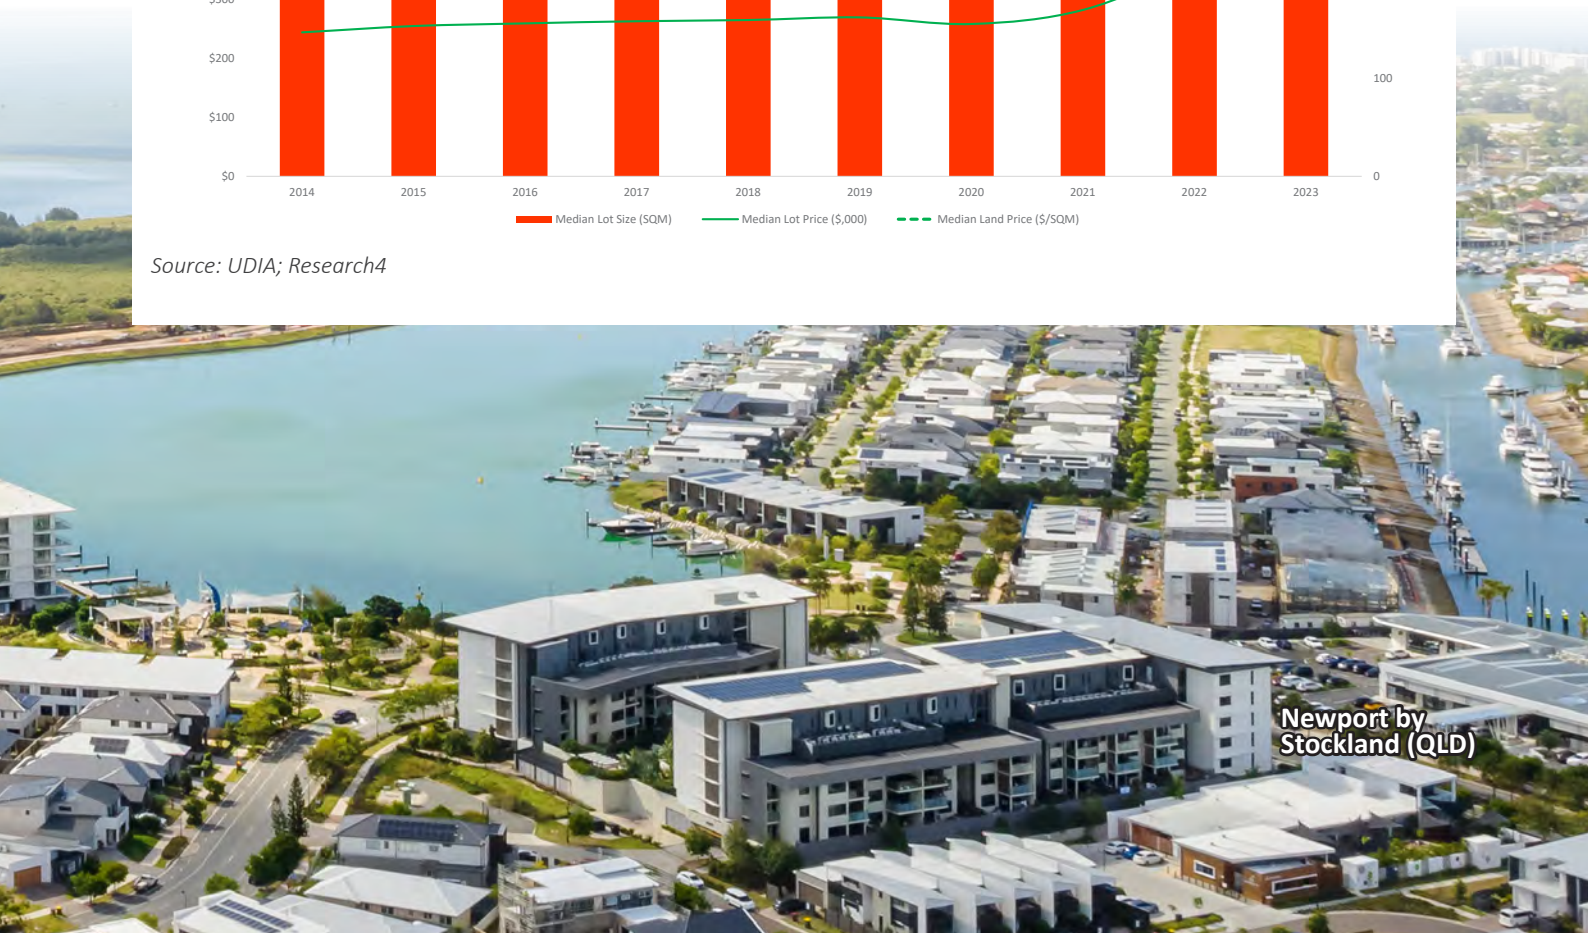 $200
100
$100
$0
0
2014 2015 2016 2017 2018 2019 2020 2021 2022 2023
Median Lot Size (SQM) Median Lot Price ($,000) Median Land Price ($/SQM)
Source: UDIA; Research4
Newport by
Stockland (QLD)